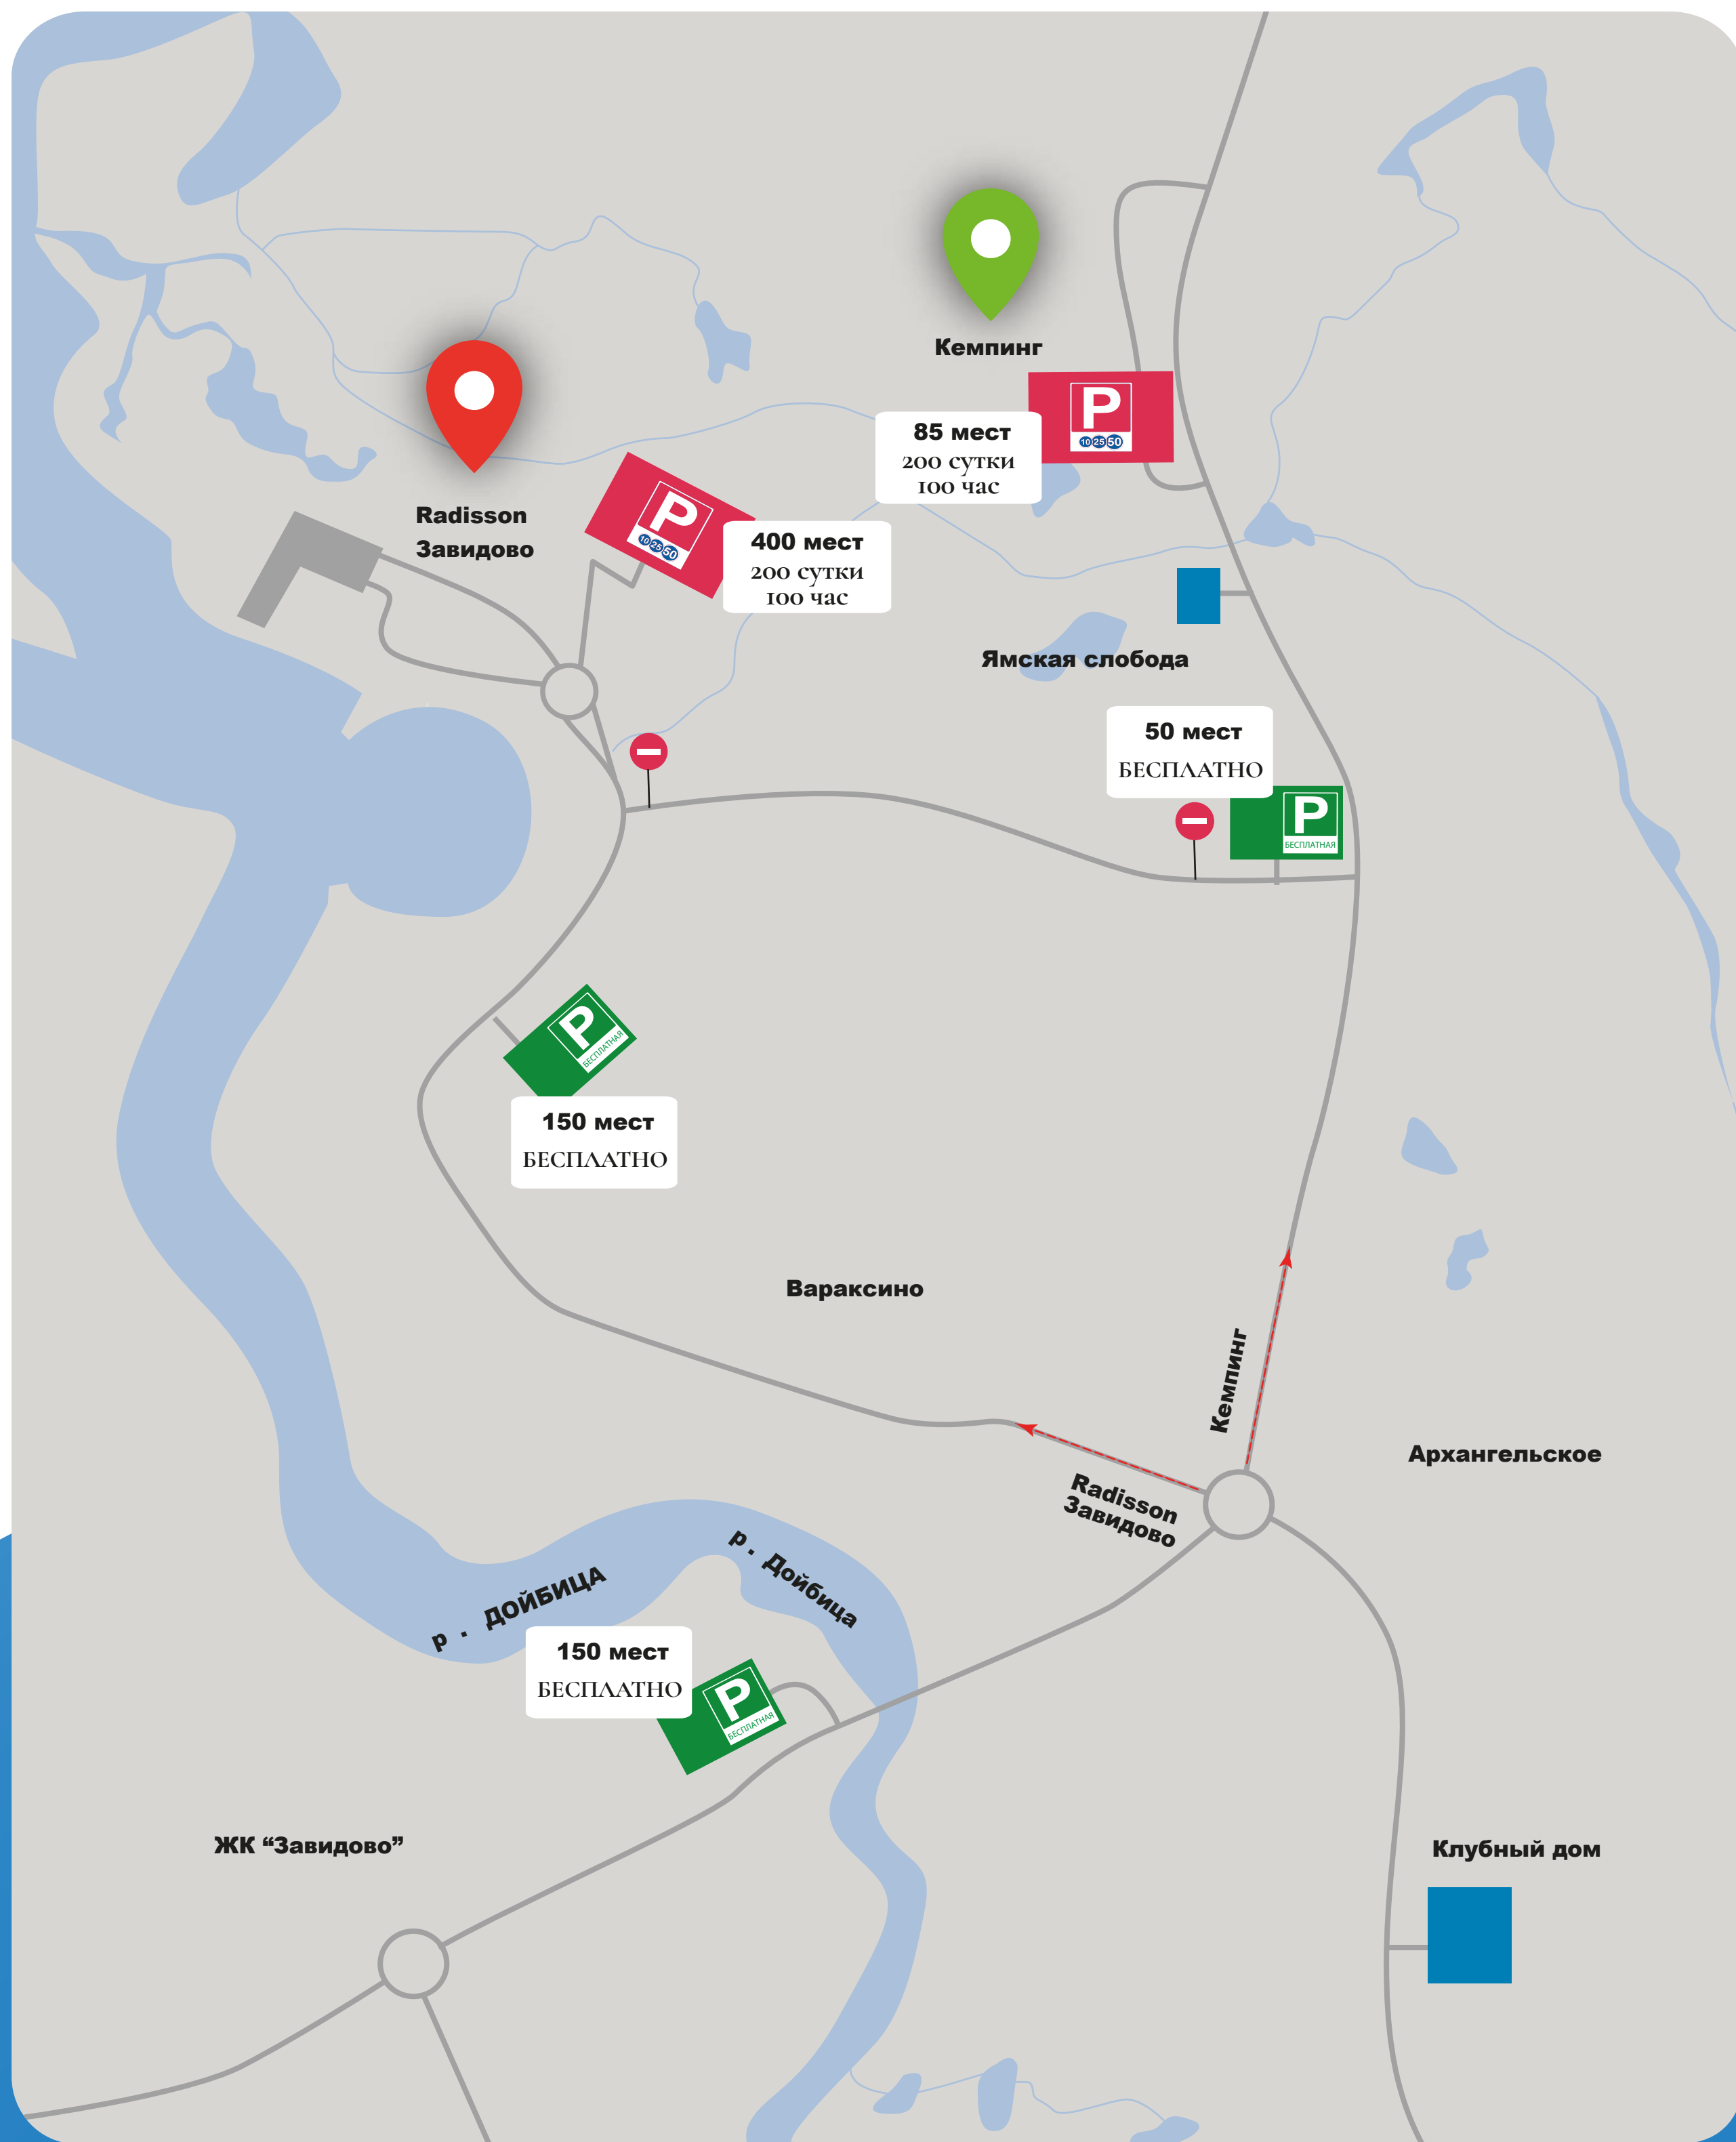 Кемпинг
P
10 25 50
85 мест
200 сутки
100 час
Radisson
Завидово
P
10 25 50
400 мест
200 сутки
100 час
Ямская слобода
50 мест
БЕСПЛАТНО
P
БЕСПЛАТНАЯ
P
БЕСПЛАТНАЯ
150 мест
БЕСПЛАТНО
Вараксино
Кемпинг
Архангельское
Radisson
Завидово
р. Дойбица
р. ДОЙБИЦА
150 мест
БЕСПЛАТНО
P
БЕСПЛАТНАЯ
ЖК “Завидово”
Клубный дом